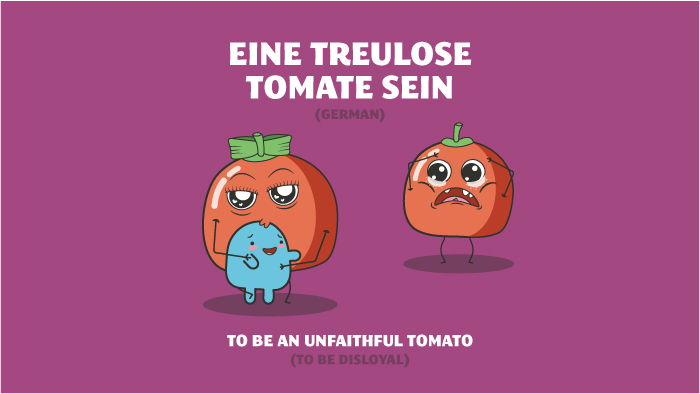 EINE TREULOSE
TOMATE SEIN
(GERMAN)
TO BE AN UNFAITHFUL TOMATO
(TO BE DISLOYAL)